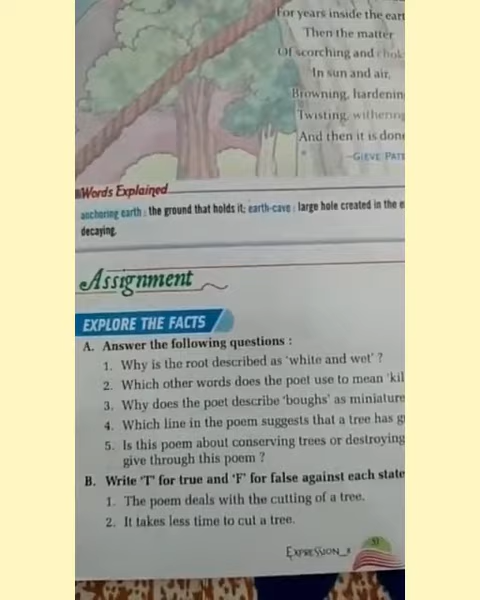 For years inside the
Then the matter
Of scorching and
In sun and air,
Browning, hardening
Twisting, withering
And then it is done
—GIEVE
Words Explained
anchoring earth : the ground that holds it; earth-cave : large hole created in the
decaying.
Assignment
EXPLORE THE FACTS
A. Answer the following questions :
1. Why is the root described as 'white and wet' ?
2. Which other words does the poet use to mean 'kil
3. Why does the poet describe 'boughs' as miniature
4. Which line in the poem suggests that a tree has g
5. Is this poem about conserving trees or destroying
give through this poem ?
B. Write 'T' for true and 'F' for false against each state
1. The poem deals with the cutting of a tree.
2. It takes less time to cut a tree.
EXPRESSION_